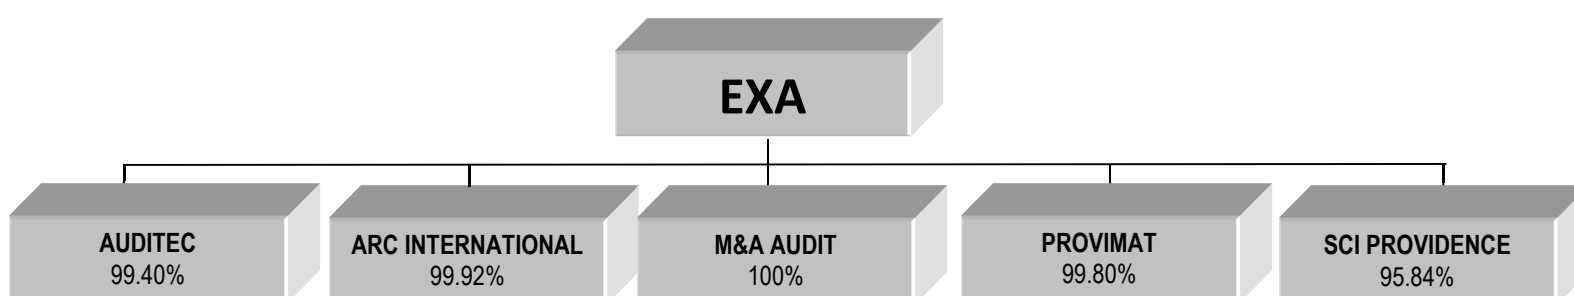 EXA
AUDITEC
99.40%
ARC INTERNATIONAL
99.92%
M&A AUDIT
100%
PROVIMAT
99.80%
SCI PROVIDENCE
95.84%